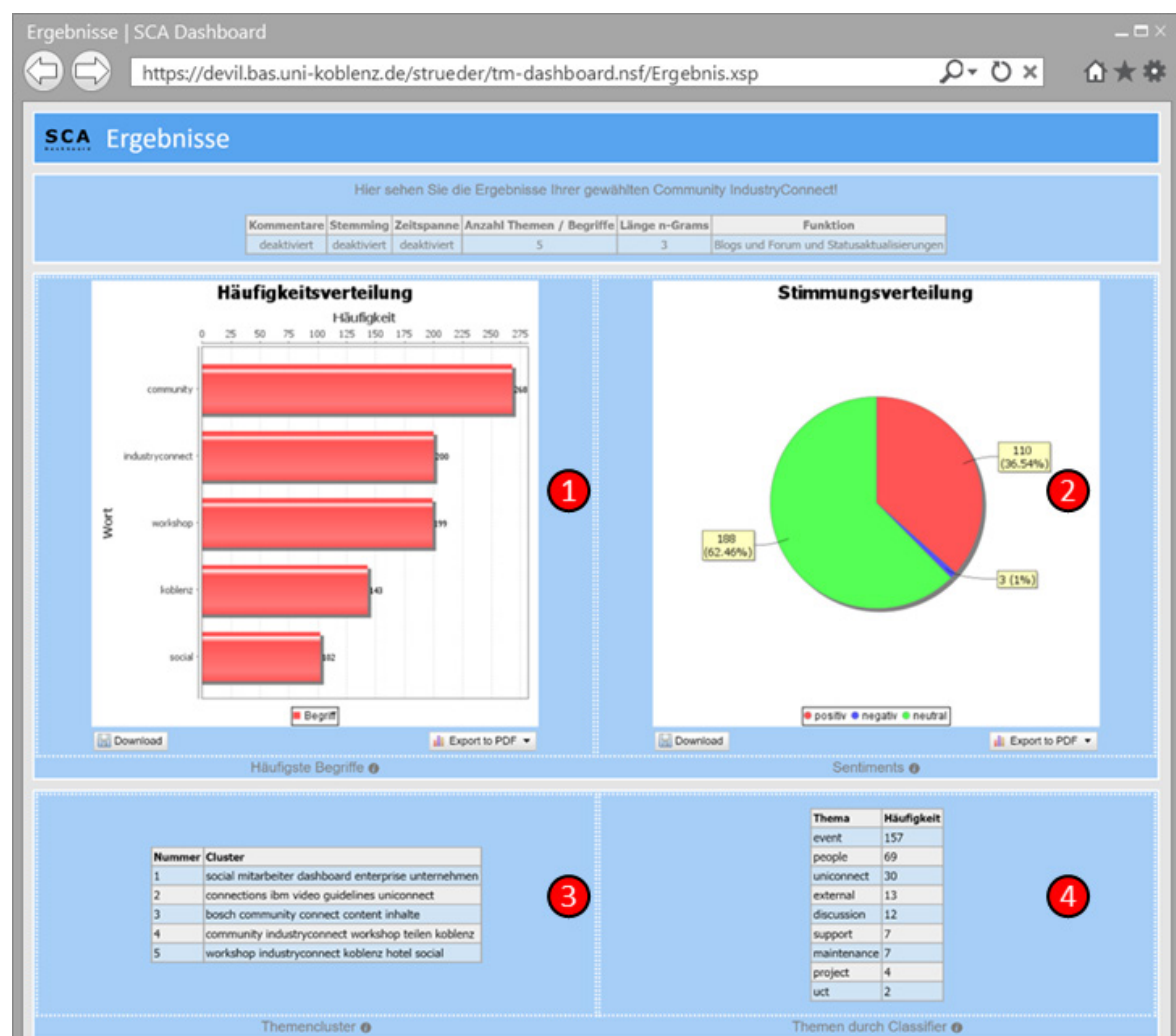 Ergebnisse | SCA Dashboard
https://devil.bas.uni-koblenz.de/strueder/tm-dashboard.nsf/Ergebnis.xsp
SCA Ergebnisse
Dashboard
Hier sehen Sie die Ergebnisse Ihrer gewählten Community IndustryConnect!
Kommentare Stemming Zeitspanne Anzahl Themen / Begriffe Länge n-Grams Funktion
deaktiviert deaktiviert deaktiviert 5 3 Blogs und Forum und Statusaktualisierungen
Häufigkeitsverteilung
Häufigkeit
0 25 50 75 100 125 150 175 200 225 250 275
Wort
community 268
industryconnect 200
workshop 199
koblenz 143
social 102
Begriff
1
Download
Export to PDF
Häufigste Begriffe
Stimmungsverteilung
110
(36.54%)
2
188
(62.46%)
3 (1%)
positiv negativ neutral
Download
Export to PDF
Sentiments
Nummer Cluster
1 social mitarbeiter dashboard enterprise unternehmen
2 connections ibm video guidelines uniconnect
3 bosch community connect content inhalte
4 community industryconnect workshop teilen koblenz
5 workshop industryconnect koblenz hotel social
3
Themencluster
Thema Häufigkeit
event 157
people 69
uniconnect 30
external 13
discussion 12
support 7
maintenance 7
project 4
uct 2
4
Themen durch Classifier